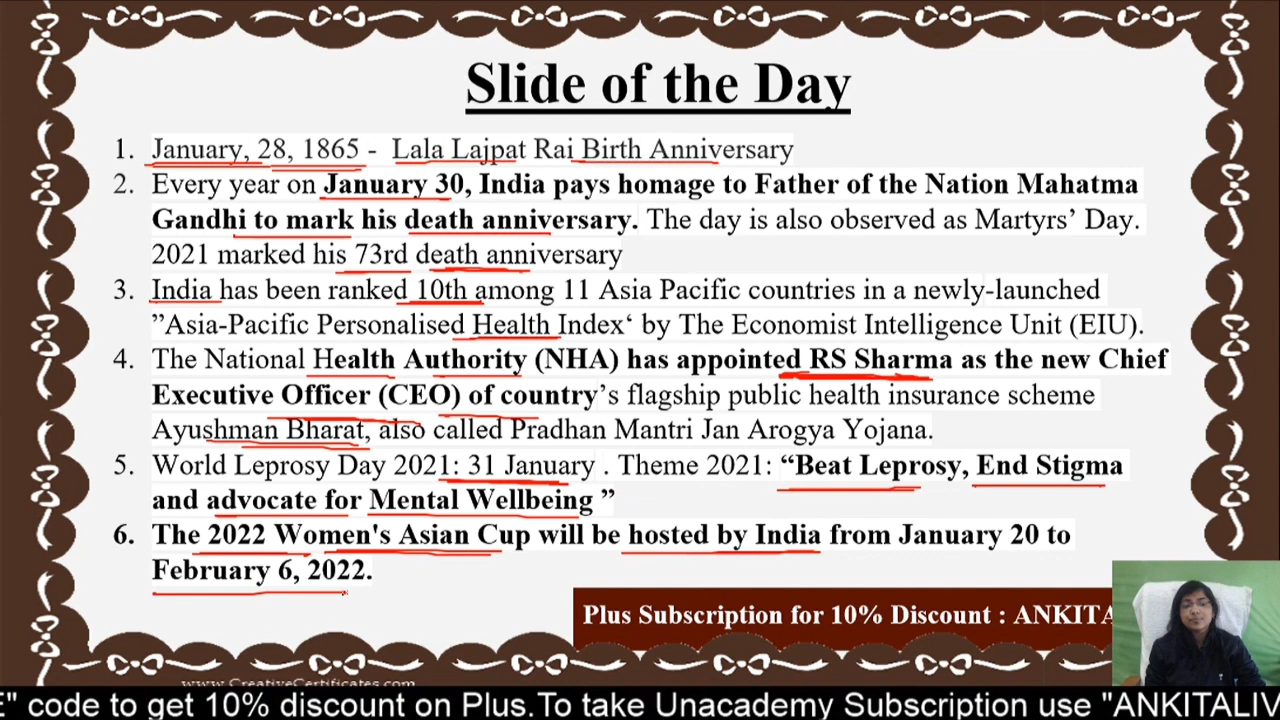 Slide of the Day
1. January, 28, 1865 - Lala Lajpat Rai Birth Anniversary
2. Every year on January 30, India pays homage to Father of the Nation Mahatma
Gandhi to mark his death anniversary. The day is also observed as Martyrs’ Day.
2021 marked his 73rd death anniversary
3. India has been ranked 10th among 11 Asia Pacific countries in a newly-launched
”Asia-Pacific Personalised Health Index‘ by The Economist Intelligence Unit (EIU).
4. The National Health Authority (NHA) has appointed RS Sharma as the new Chief
Executive Officer (CEO) of country’s flagship public health insurance scheme
Ayushman Bharat, also called Pradhan Mantri Jan Arogya Yojana.
5. World Leprosy Day 2021: 31 January . Theme 2021: “Beat Leprosy, End Stigma
and advocate for Mental Wellbeing ”
6. The 2022 Women's Asian Cup will be hosted by India from January 20 to
February 6, 2022.
Plus Subscription for 10% Discount : ANKITA
www.CreativeCertificates.com
E" code to get 10% discount on Plus.To take Unacademy Subscription use "ANKITALIV